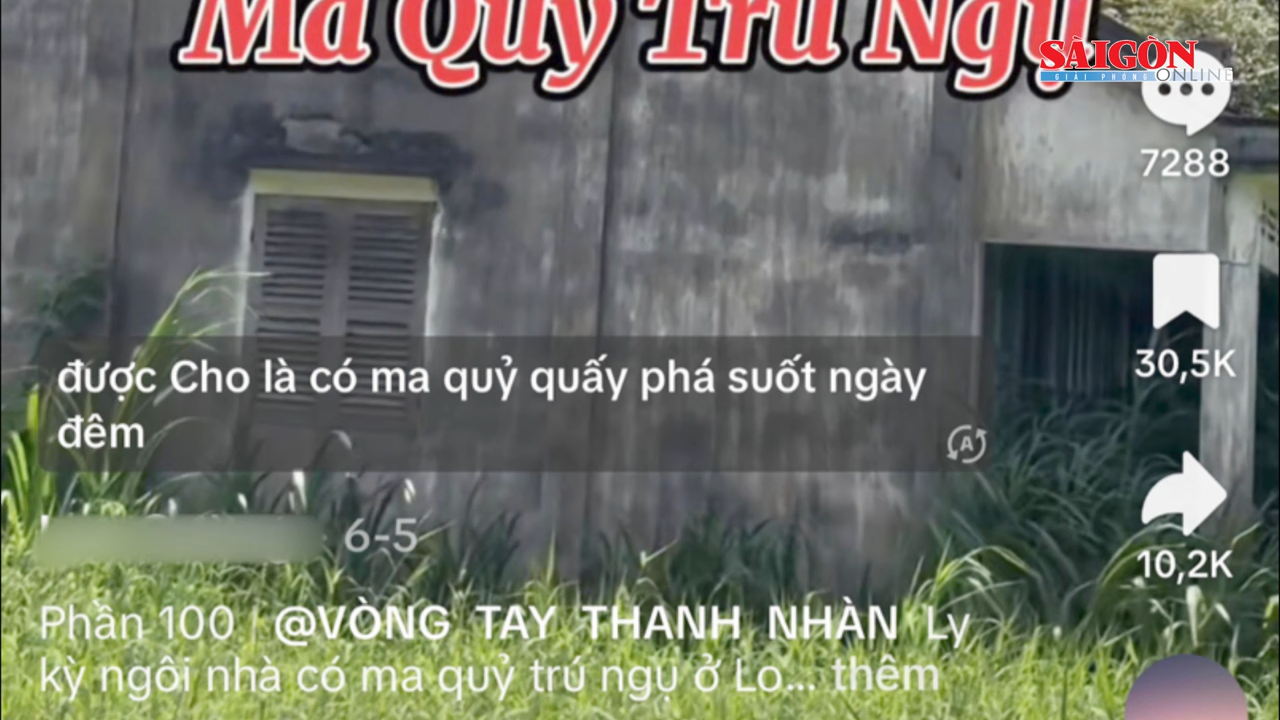 Ma Quỷ Trú Ngụ
SÀIGÒN
GIẢI PHÓNG ONLINE
7288
30,5K
được Cho là có ma quỷ quấy phá suốt ngày
đêm
6-5
10,2K
Phần 100 | @VÒNG TAY THANH NHÀN Ly
kỳ ngôi nhà có ma quỷ trú ngụ ở Lo... thêm